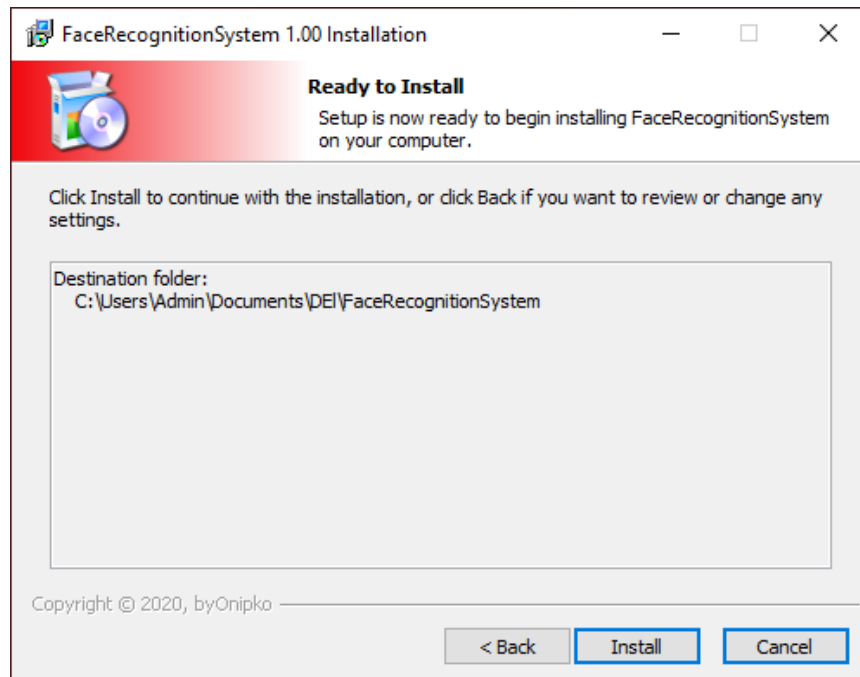 FaceRecognitionSystem 1.00 Installation
Ready to Install
Setup is now ready to begin installing FaceRecognitionSystem
on your computer.
Click Install to continue with the installation, or click Back if you want to review or change any
settings.
Destination folder:
C:\Users\Admin\Documents\DEl\FaceRecognitionSystem
Copyright © 2020, byOnipko
< Back Install Cancel